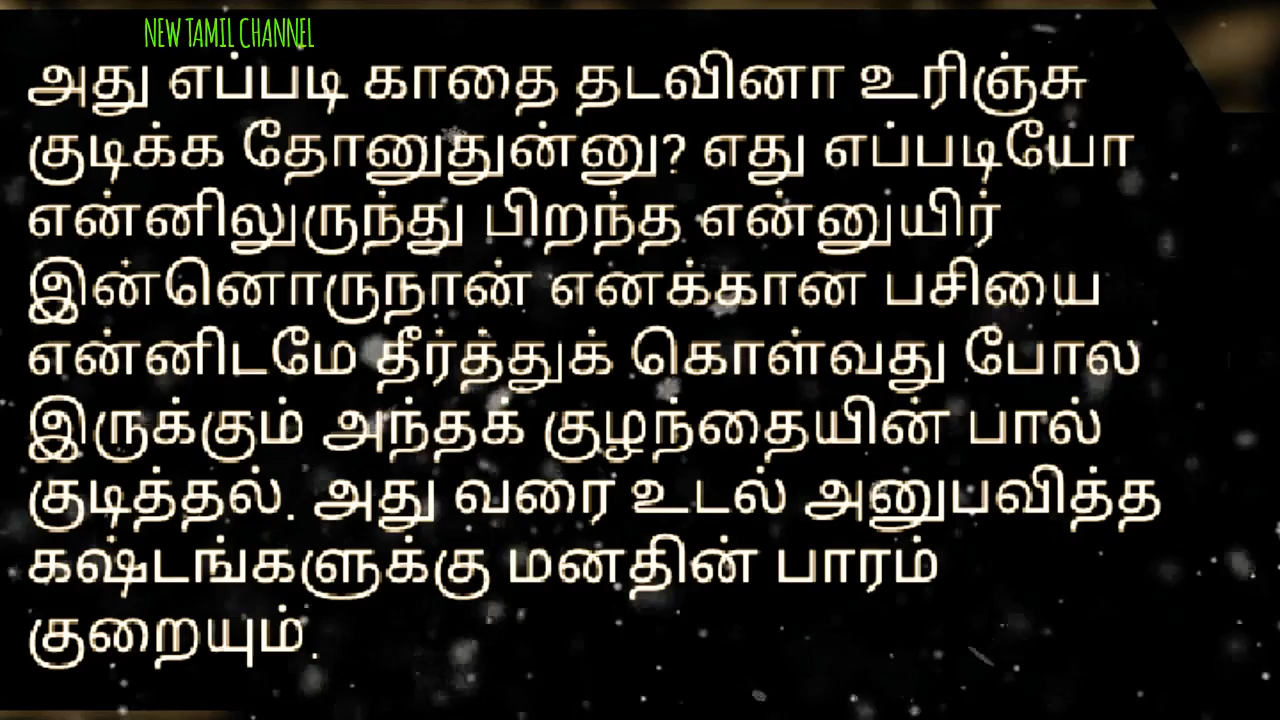 NEW TAMIL CHANNEL
அது எப்படி காதை தடவினா உரிஞ்சு
குடிக்க தோனுதுன்னு? எது எப்படியோ
என்னிலுருந்து பிறந்த என்னுயிர்
இன்னொருநான் எனக்கான பசியை
என்னிடமே தீர்த்துக் கொள்வது போல
இருக்கும் அந்தக் குழந்தையின் பால்
குடித்தல். அது வரை உடல் அனுபவித்த
கஷ்டங்களுக்கு மனதின் பாரம்
குறையும்.